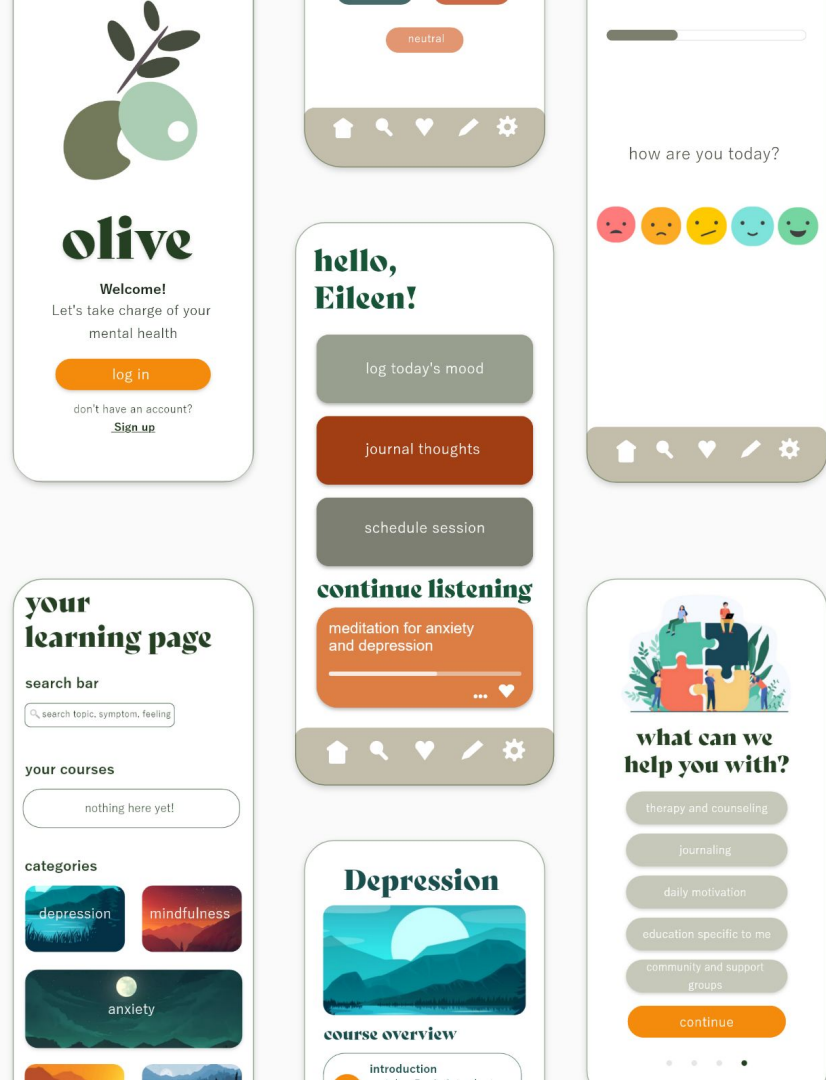 olive
Welcome!
Let's take charge of your
mental health
log in
don't have an account?
Sign up
your
learning page
search bar
search topic, symptom, feeling
your courses
nothing here yet!
categories
depression
mindfulness
anxiety
neutral
hello,
Eileen!
log today's mood
journal thoughts
schedule session
continue listening
meditation for anxiety
and depression
Depression
course overview
introduction
how are you today?
what can we
help you with?
therapy and counseling
journaling
daily motivation
education specific to me
community and support
groups
continue